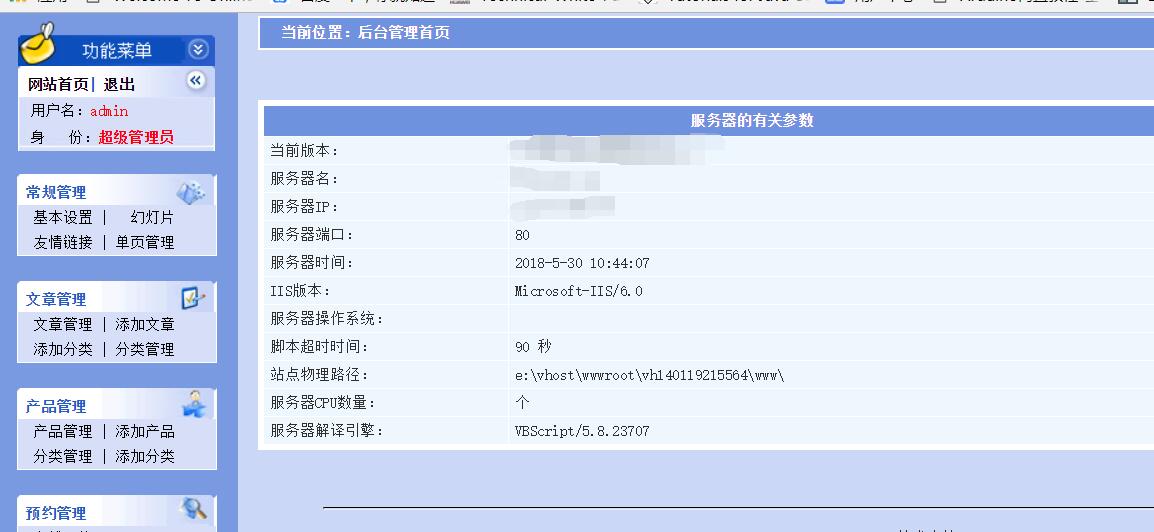 功能菜单
网站首页| 退出
用户名：admin
身 份：超级管理员
常规管理
基本设置 | 幻灯片
友情链接 | 单页管理
文章管理
文章管理 | 添加文章
添加分类 | 分类管理
产品管理
产品管理 | 添加产品
分类管理 | 添加分类
预约管理
当前位置：后台管理首页
服务器的有关参数
当前版本：
服务器名：
服务器IP：
服务器端口： 80
服务器时间： 2018-5-30 10:44:07
IIS版本： Microsoft-IIS/6.0
服务器操作系统：
脚本超时时间： 90 秒
站点物理路径： e:\vhost\wwwroot\vh140119215564\www\
服务器CPU数量： 个
服务器解译引擎： VBScript/5.8.23707